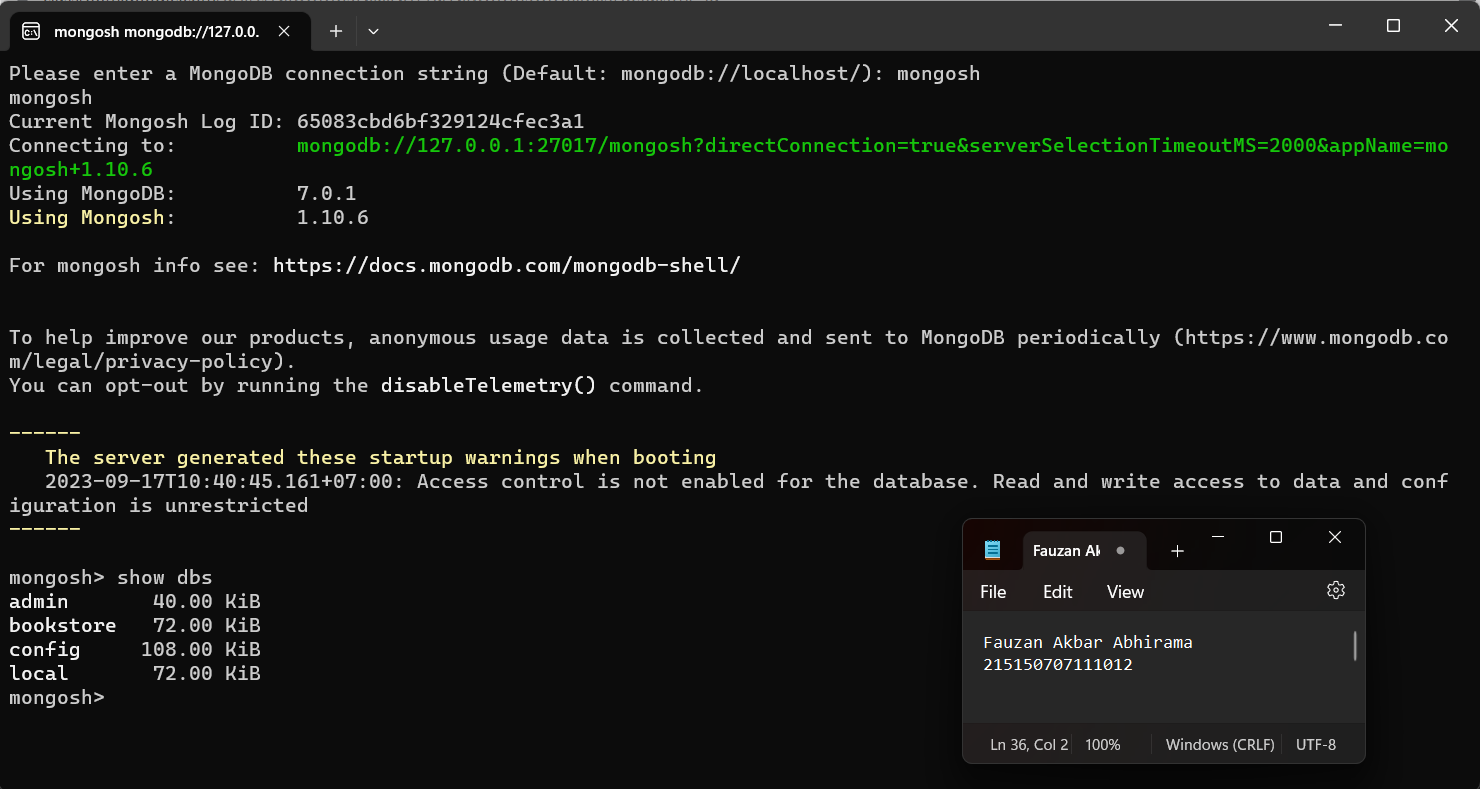 mongosh mongodb://127.0.0.
Please enter a MongoDB connection string (Default: mongodb://localhost/): mongosh
mongosh
Current Mongosh Log ID: 65083cbd6bf329124cfec3a1
Connecting to:          mongodb://127.0.0.1:27017/mongosh?directConnection=true&serverSelectionTimeoutMS=2000&appName=mo
ngosh+1.10.6
Using MongoDB:          7.0.1
Using Mongosh:          1.10.6
For mongosh info see: https://docs.mongodb.com/mongodb-shell/
To help improve our products, anonymous usage data is collected and sent to MongoDB periodically (https://www.mongodb.co
m/legal/privacy-policy).
You can opt-out by running the disableTelemetry() command.
------
The server generated these startup warnings when booting
2023-09-17T10:40:45.161+07:00: Access control is not enabled for the database. Read and write access to data and conf
iguration is unrestricted
------
mongosh> show dbs
admin       40.00 KiB
bookstore   72.00 KiB
config     108.00 KiB
local       72.00 KiB
mongosh>
Fauzan Ak
File Edit View
Fauzan Akbar Abhirama
215150707111012
Ln 36, Col 2 100% Windows (CRLF) UTF-8